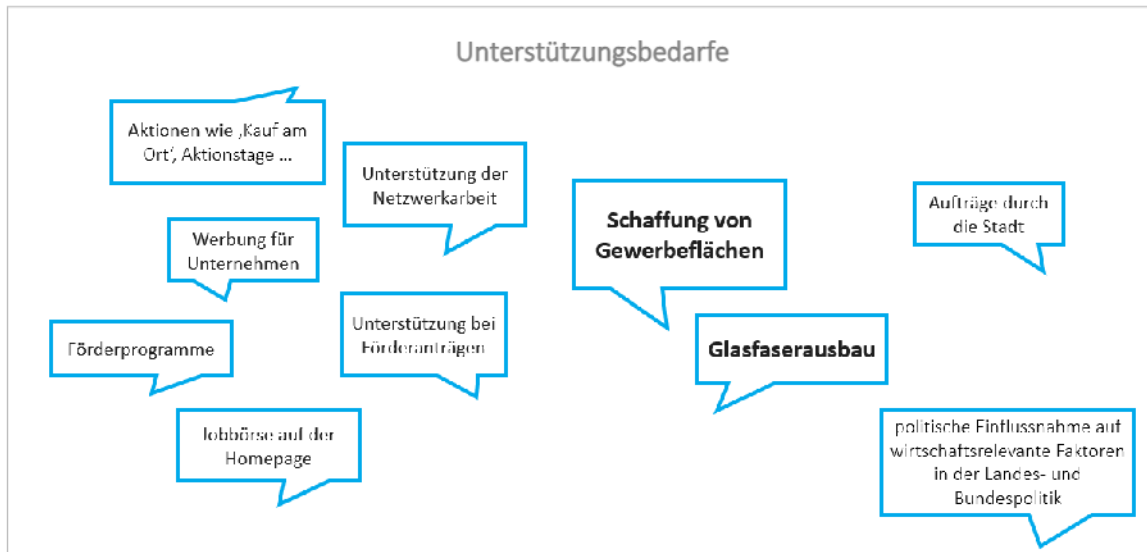 Unterstützungsbedarfe
Aktionen wie ‚Kauf am
Ort‘, Aktionstage ...
Unterstützung der
Netzwerkarbeit
Werbung für
Unternehmen
Schaffung von
Gewerbeflächen
Aufträge durch
die Stadt
Förderprogramme
Unterstützung bei
Förderanträgen
Glasfaserausbau
Jobbörse auf der
Homepage
politische Einflussnahme auf
wirtschaftsrelevante Faktoren
in der Landes- und
Bundespolitik